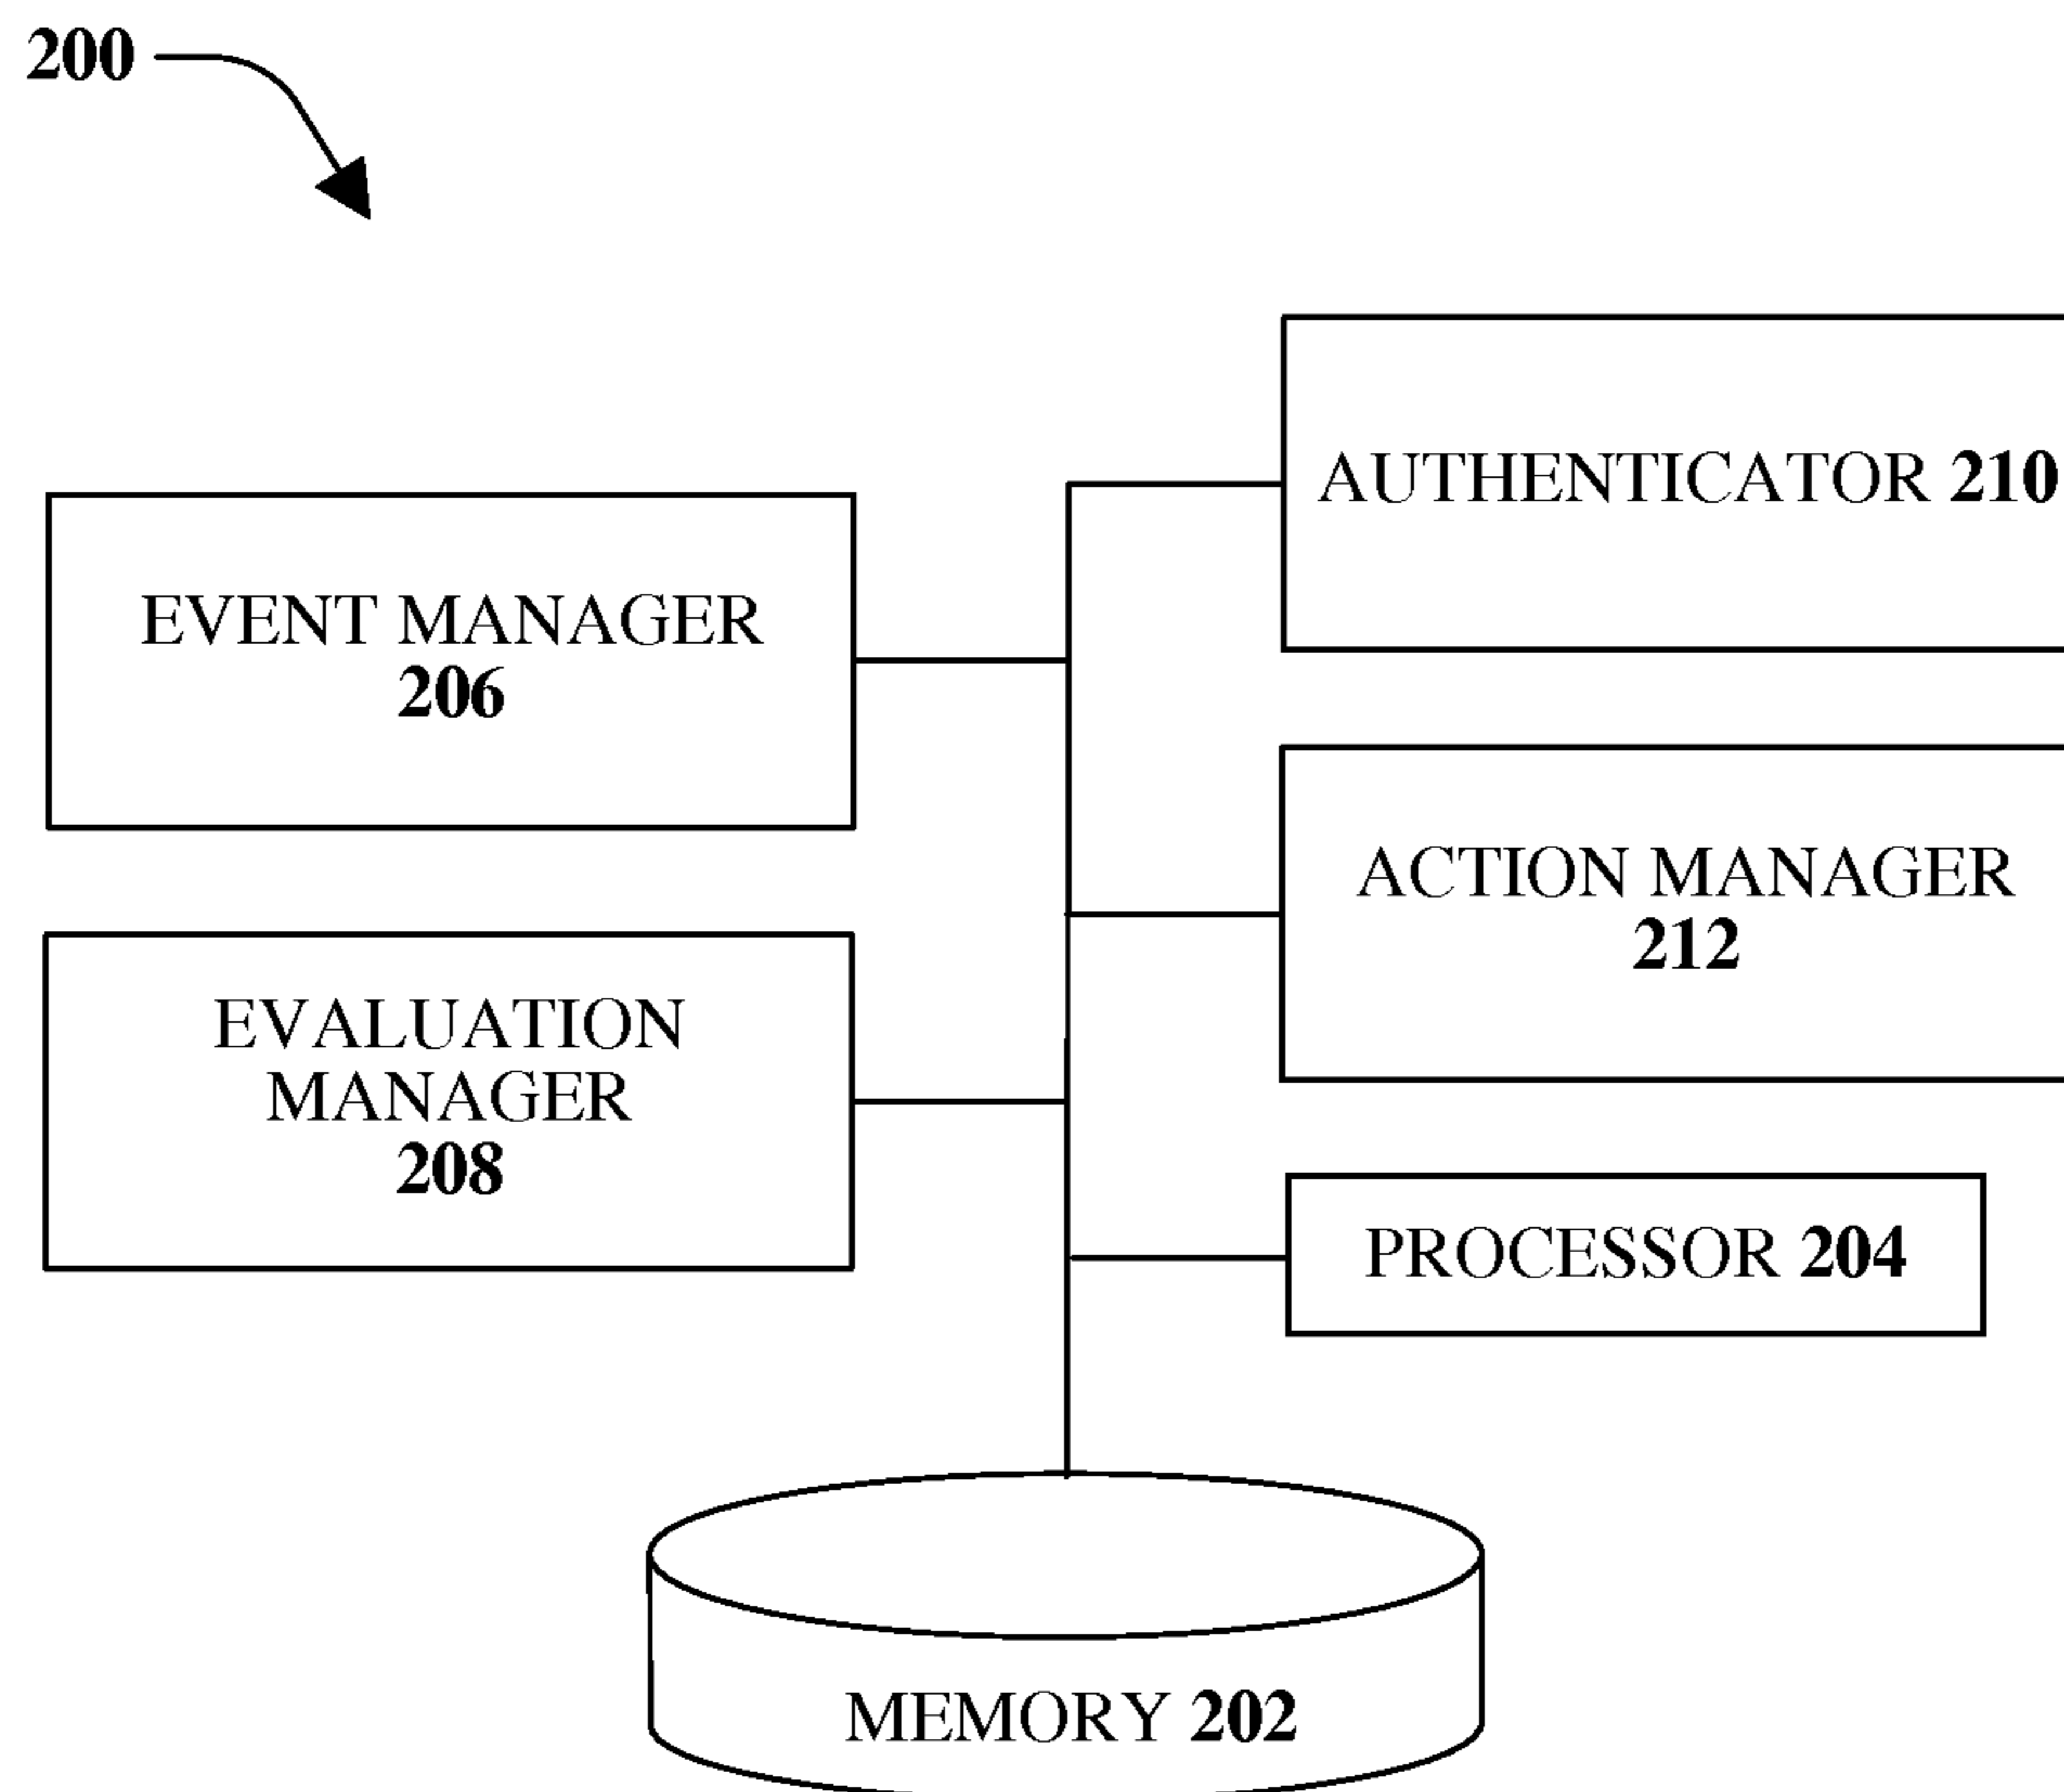 200
AUTHENTICATOR 210
EVENT MANAGER
206
ACTION MANAGER
212
EVALUATION
MANAGER
208
PROCESSOR 204
MEMORY 202